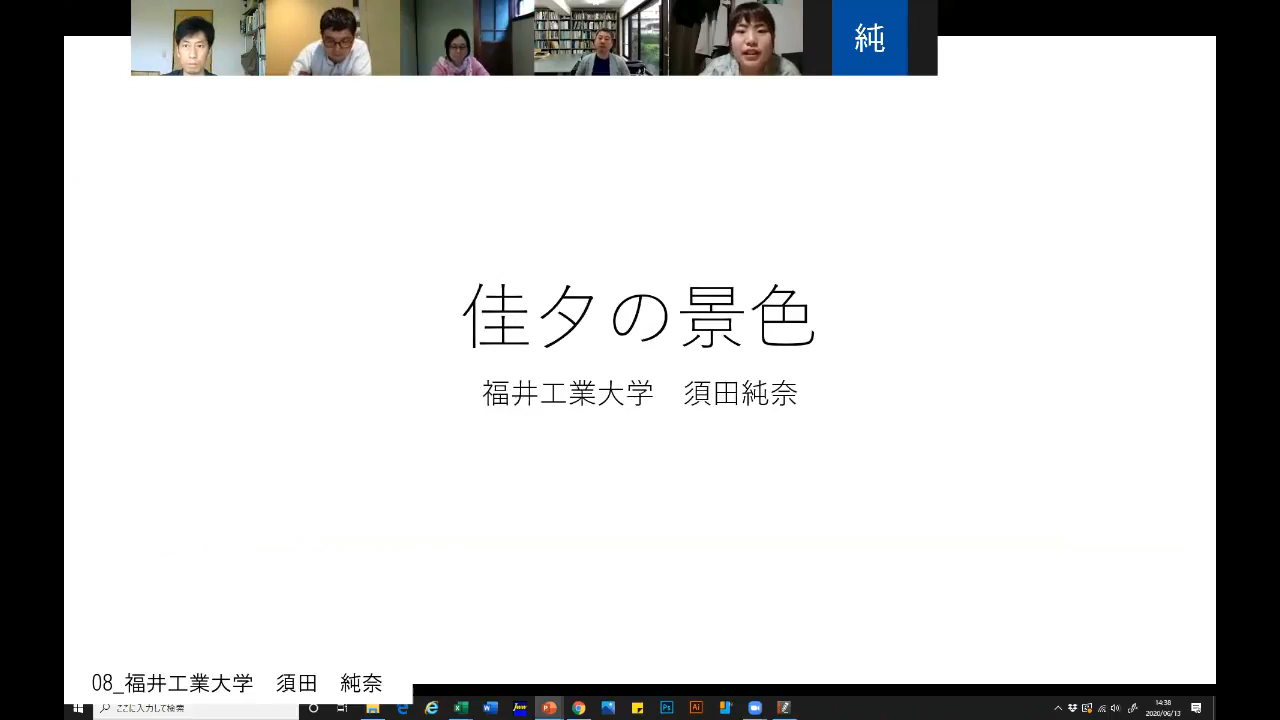 純
佳夕の景色
福井工業大学　須田純奈
08_福井工業大学　須田　純奈
ここに入力して検索
14:38
2020/06/13